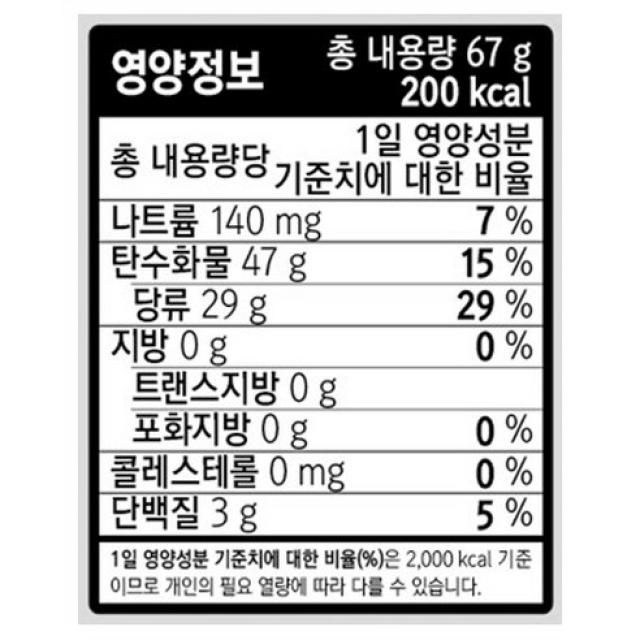 영양정보 총 내용량 67 g
200 kcal
총 내용량당 1일 영양성분
기준치에 대한 비율
나트륨 140 mg 7 %
탄수화물 47 g 15 %
당류 29 g 29 %
지방 0 g 0 %
트랜스지방 0 g
포화지방 0 g 0 %
콜레스테롤 0 mg 0 %
단백질 3 g 5 %
1일 영양성분 기준치에 대한 비율(%)은 2,000 kcal 기준
이므로 개인의 필요 열량에 따라 다를 수 있습니다.